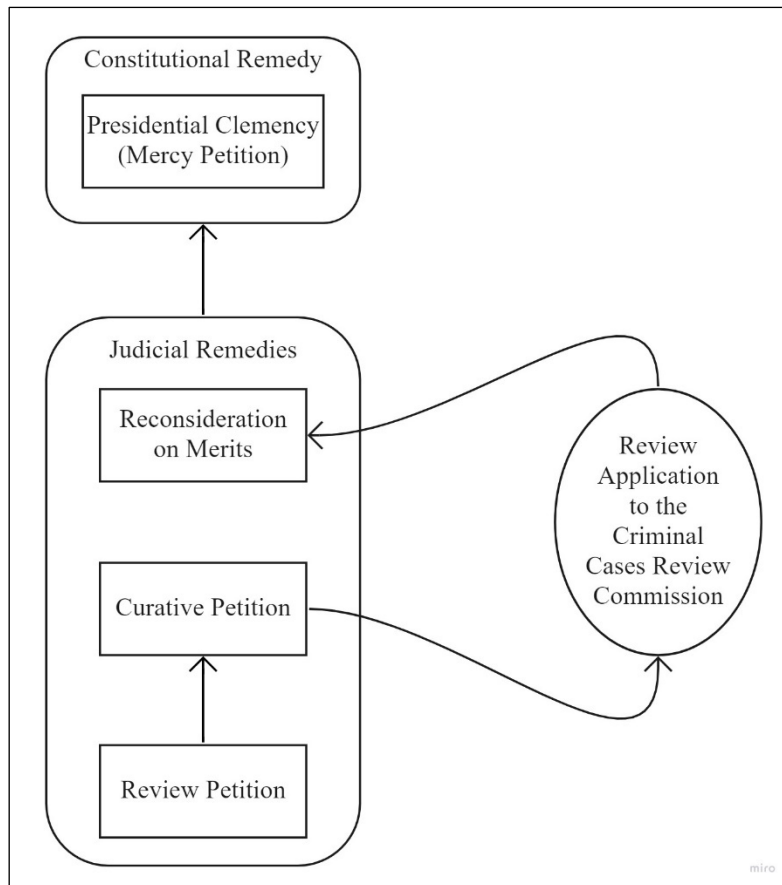 Constitutional Remedy
Presidential Clemency
(Mercy Petition)
Judicial Remedies
Reconsideration
on Merits
Review
Application
to the
Criminal
Cases Review
Commission
Curative Petition
Review Petition
miro